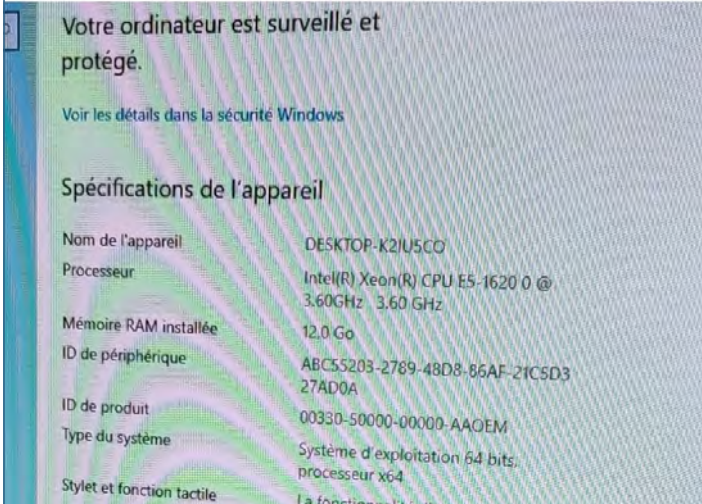 Votre ordinateur est surveillé et
protégé.
Voir les détails dans la sécurité Windows
Spécifications de l'appareil
Nom de l'appareil DESKTOP-K2IU5CO
Processeur Intel(R) Xeon(R) CPU E5-1620 0 @
3.60GHz 3.60 GHz
Mémoire RAM installée 12,0 Go
ID de périphérique ABC55203-2789-48D8-86AF-21C5D3
27AD0A
ID de produit 00330-50000-00000-AAOEM
Type du système Système d'exploitation 64 bits,
processeur x64
Stylet et fonction tactile La